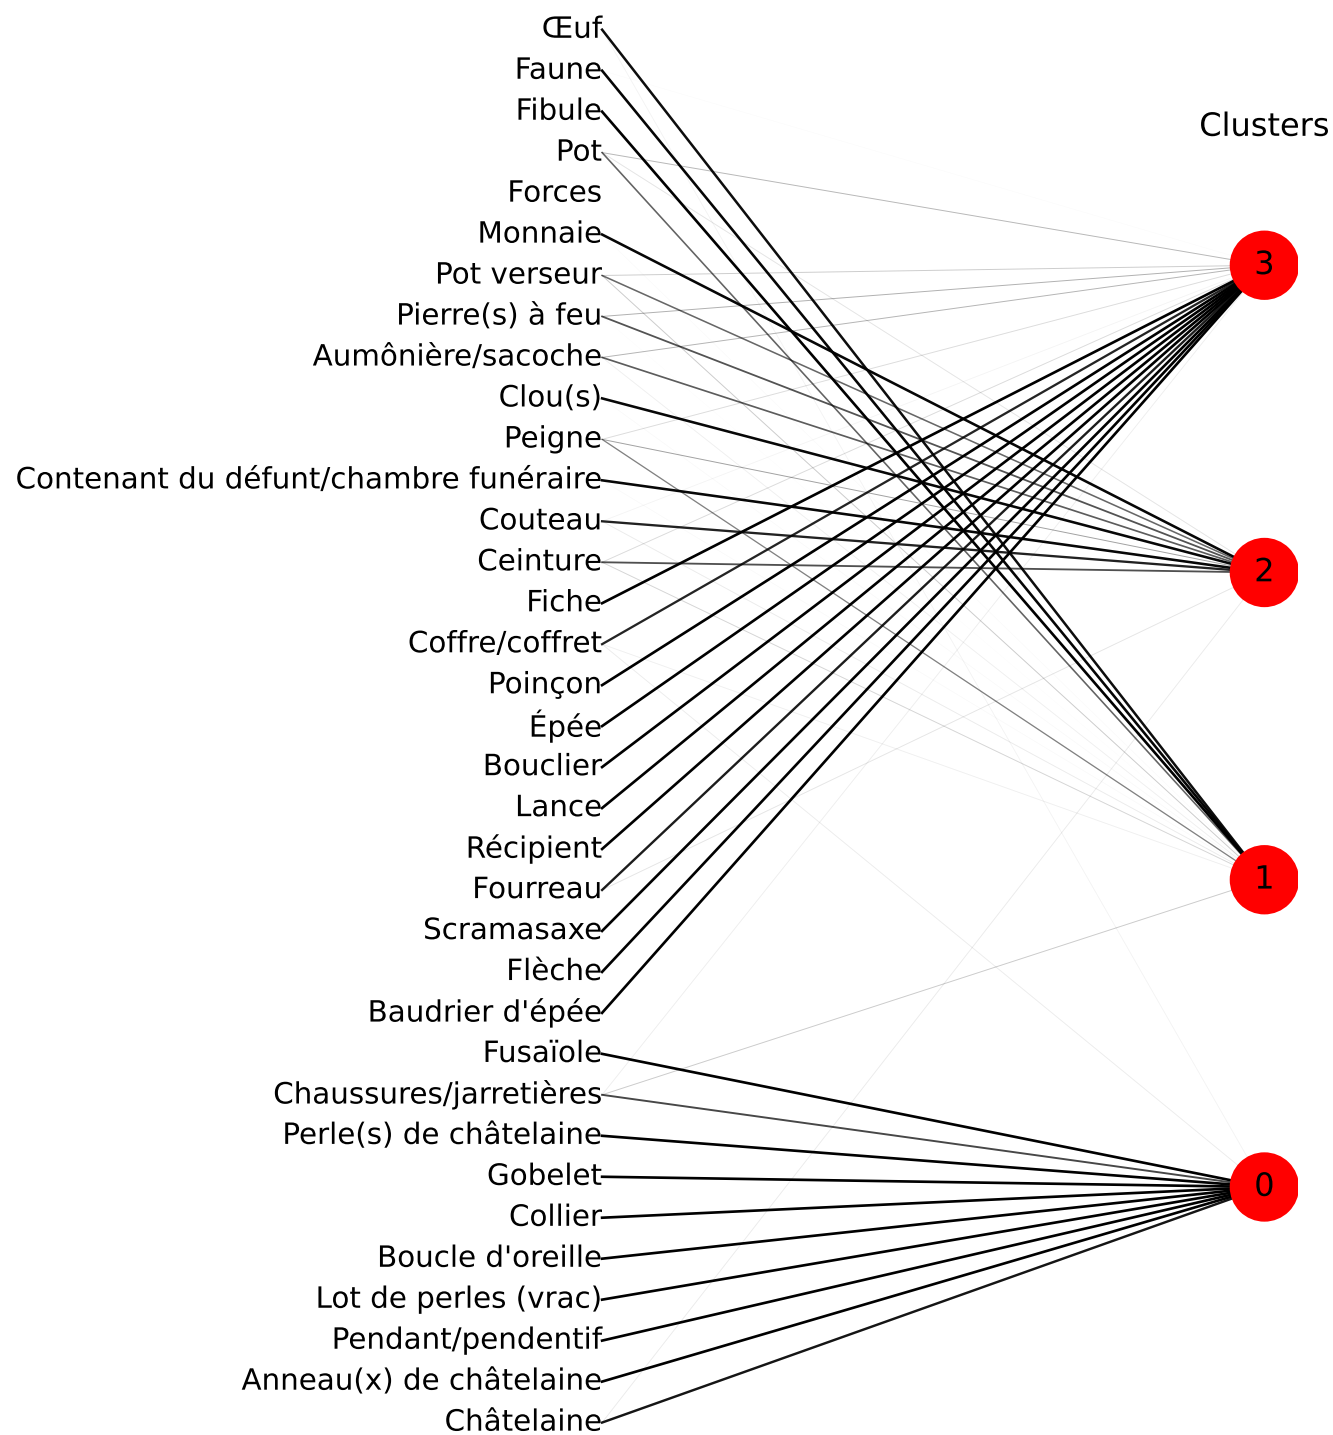 Œuf
Faune
Fibule
Clusters
Pot
Forces
Monnaie
3
Pot verseur
Pierre(s) à feu
Aumônière/sacoche
Clou(s)
Peigne
Contenant du défunt/chambre funéraire
Couteau
Ceinture
2
Fiche
Coffre/coffret
Poinçon
Épée
Bouclier
Lance
Récipient
1
Fourreau
Scramasaxe
Flèche
Baudrier d'épée
Fusaïole
Chaussures/jarretières
Perle(s) de châtelaine
Gobelet
0
Collier
Boucle d'oreille
Lot de perles (vrac)
Pendant/pendentif
Anneau(x) de châtelaine
Châtelaine